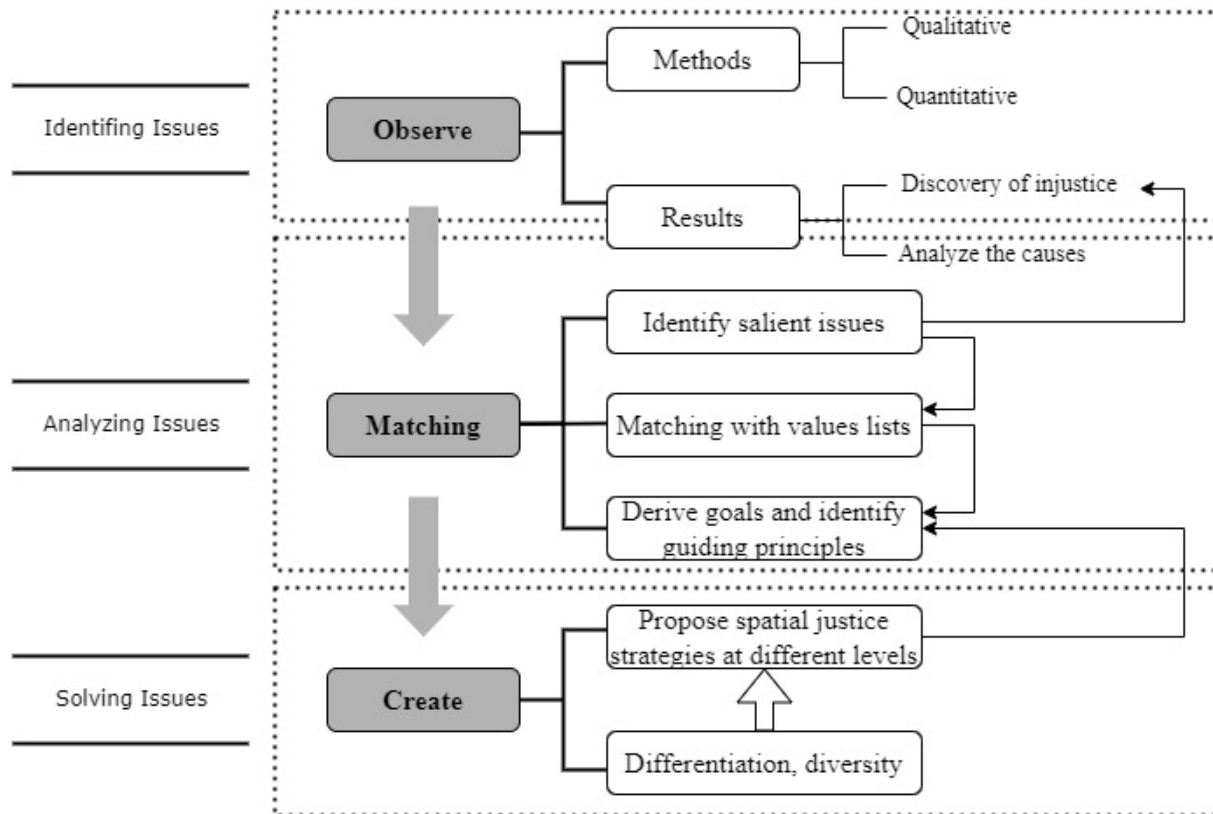 Qualitative
Methods
Quantitative
Identifing Issues
Observe
Discovery of injustice
Results
Analyze the causes
Identify salient issues
Analyzing Issues
Matching
Matching with values lists
Derive goals and identify
guiding principles
Propose spatial justice
strategies at different levels
Solving Issues
Create
Differentiation, diversity